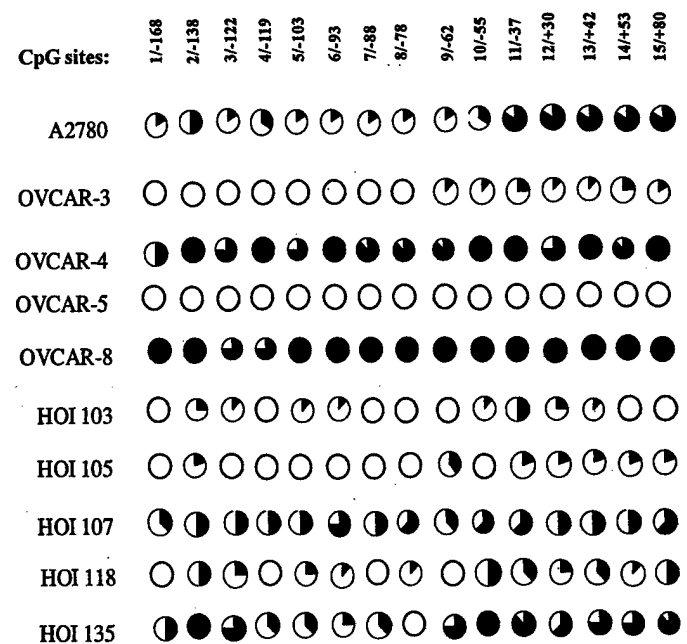 CpG sites: 1/-168 2/-138 3/-122 4/-119 5/-103 6/-93 7/-88 8/-78 9/-62 10/-55 11/-37 12/+30 13/+42 14/+53 15/+80
A2780
OVCAR-3
OVCAR-4
OVCAR-5
OVCAR-8
HOI 103
HOI 105
HOI 107
HOI 118
HOI 135